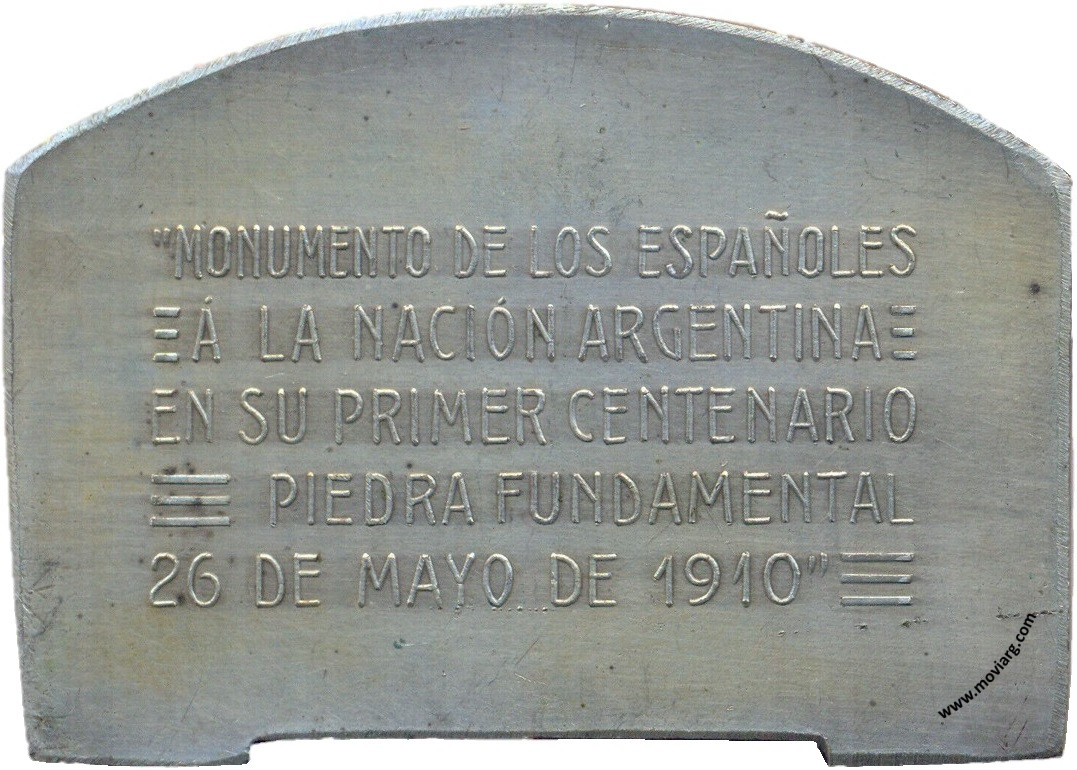 "MONUMENTO DE LOS ESPAÑOLES
Á LA NACIÓN ARGENTINA
EN SU PRIMER CENTENARIO
PIEDRA FUNDAMENTAL
26 DE MAYO DE 1910"
www.moviarg.com